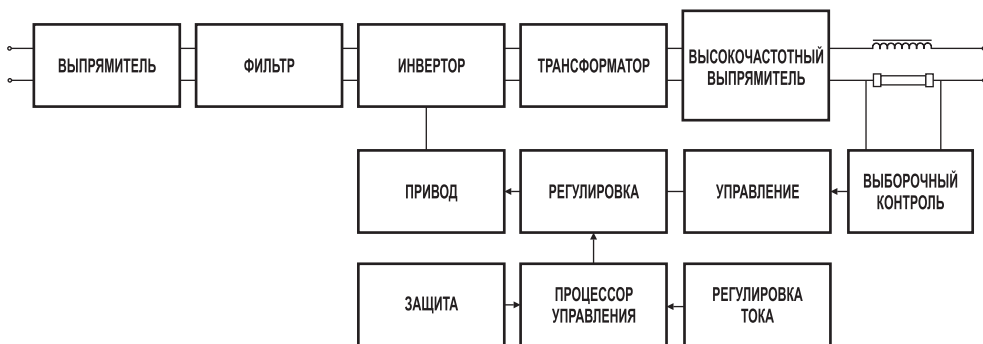 ВЫПРЯМИТЕЛЬ
ФИЛЬТР
ИНВЕРТОР
ТРАНСФОРМАТОР
ВЫСОКОЧАСТОТНЫЙ
ВЫПРЯМИТЕЛЬ
ПРИВОД
РЕГУЛИРОВКА
УПРАВЛЕНИЕ
ВЫБОРОЧНЫЙ
КОНТРОЛЬ
ЗАЩИТА
ПРОЦЕССОР
УПРАВЛЕНИЯ
РЕГУЛИРОВКА
ТОКА